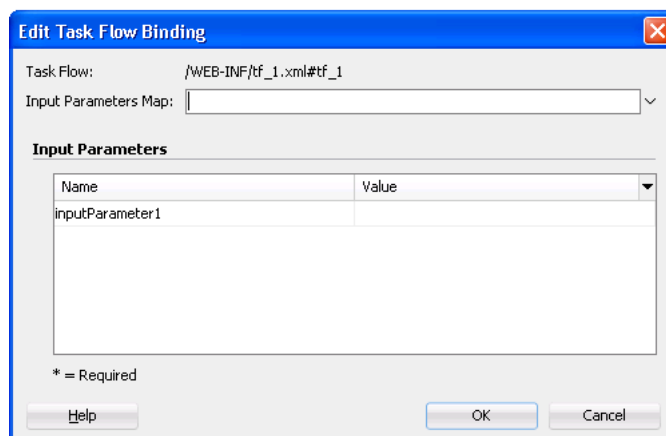 Edit Task Flow Binding
Task Flow: /WEB-INF/tf_1.xml#tf_1
Input Parameters Map:
Input Parameters
Name Value
inputParameter1
* = Required
Help OK Cancel